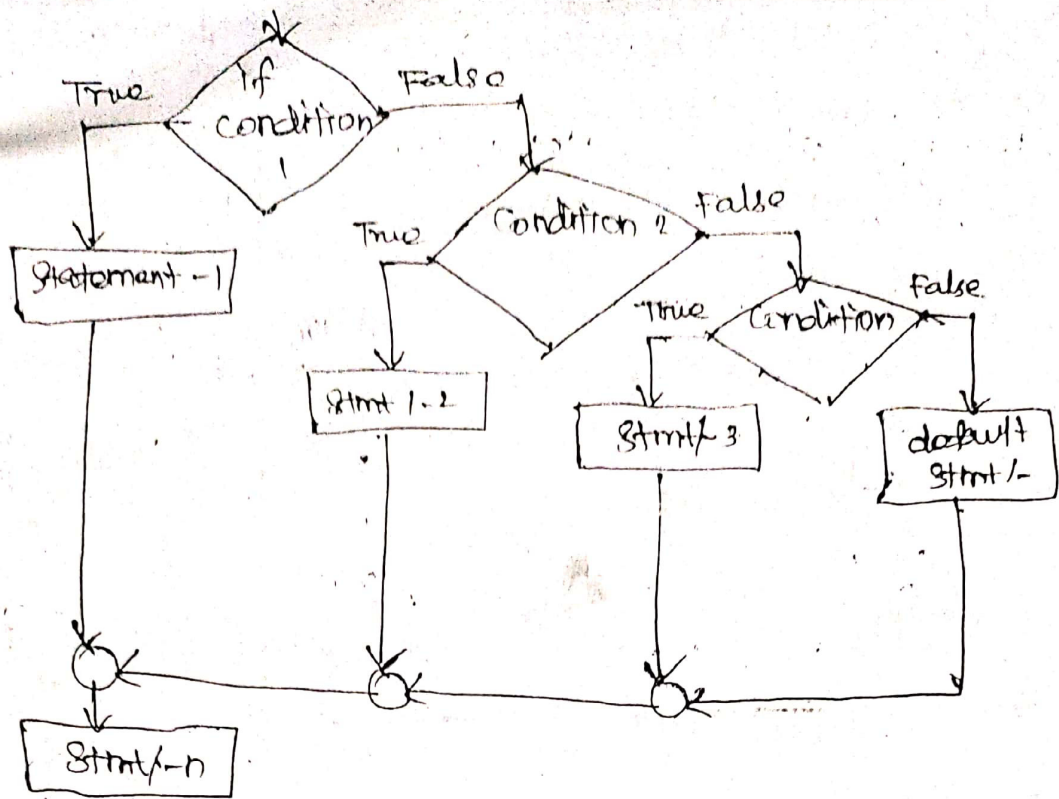 if
condition
1
True
False
Statement - 1
Condition 2
True
False
Stmt / - 2
Condition
True
False
Stmt / - 3
default
Stmt / -
Stmt / - n